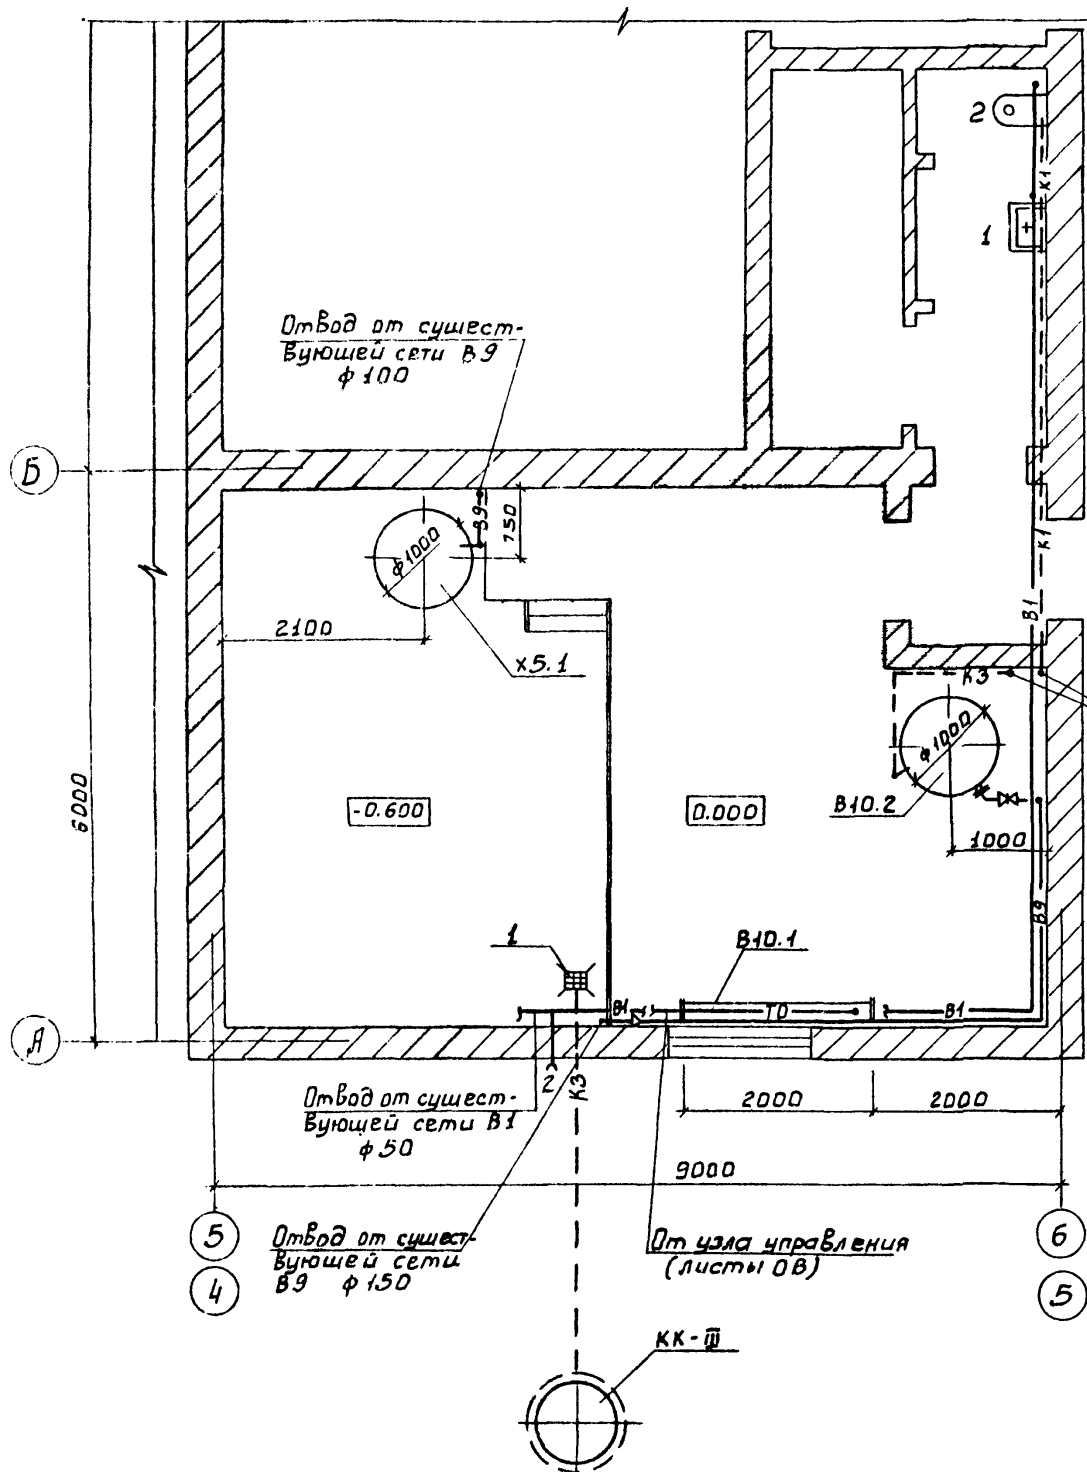 2
К1
1
Отвод от сущест-
вующей сети В9
ф 100
Б
В9
750
ф1000
К1
2100
В1
х5.1
К3
ф1000
6000
-0.600
0.000
В10.2
1000
В9
1
В10.1
В1
Т0
В1
А
2
К3
Отвод от сущест-
вующей сети В1
ф 50
2000
2000
9000
5
Отвод от сущест-
вующей сети
В9 ф 150
От узла управления
(листы ОВ)
6
4
5
КК-III